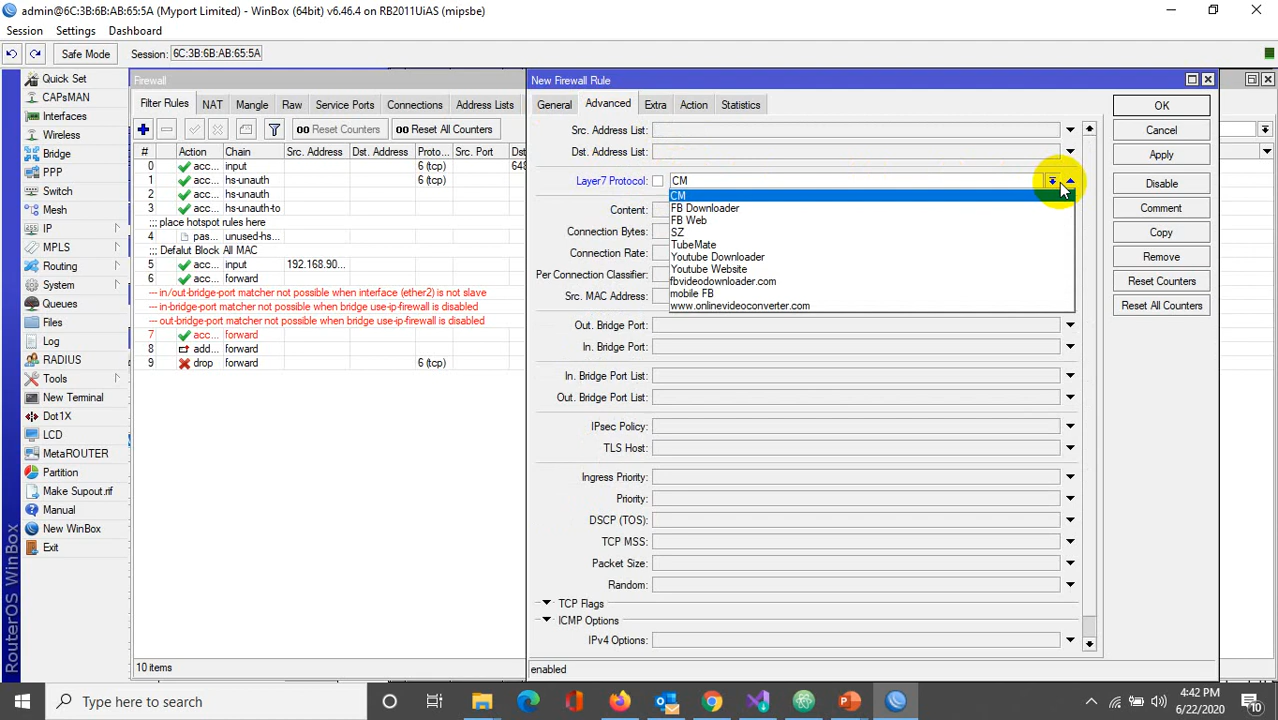 admin@6C:3B:6B:AB:65:5A (Myport Limited) - WinBox (64bit) v6.46.4 on RB2011UiAS (mipsbe)
Session Settings Dashboard
Safe Mode Session: 6C:3B:6B:AB:65:5A
Quick Set
CAPsMAN
Interfaces
Wireless
Bridge
PPP
Switch
Mesh
IP
MPLS
Routing
System
Queues
Files
Log
RADIUS
Tools
New Terminal
Dot1X
LCD
MetaROUTER
Partition
Make Supout.rif
Manual
New WinBox
Exit
RouterOS WinBox
Firewall
Filter Rules NAT Mangle Raw Service Ports Connections Address Lists
00 Reset Counters 00 Reset All Counters
# Action Chain Src. Address Dst. Address Proto... Src. Port Dst
0 acc... input 6 (tcp) 648
1 acc... hs-unauth 6 (tcp)
2 acc... hs-unauth
3 acc... hs-unauth-to
;;; place hotspot rules here
4 pas... unused-hs...
;;; Defalut Block All MAC
5 acc... input 192.168.90...
6 acc... forward
--- in/out-bridge-port matcher not possible when interface (ether2) is not slave
--- in-bridge-port matcher not possible when bridge use-ip-firewall is disabled
--- out-bridge-port matcher not possible when bridge use-ip-firewall is disabled
7 acc... forward
8 add... forward
9 drop forward 6 (tcp)
10 items
New Firewall Rule
General Advanced Extra Action Statistics
Src. Address List:
Dst. Address List:
Layer7 Protocol: CM
CM
FB Downloader
FB Web
SZ
TubeMate
Youtube Downloader
Youtube Website
fbvideodownloader.com
mobile FB
www.onlinevideoconverter.com
Content:
Connection Bytes:
Connection Rate:
Per Connection Classifier:
Src. MAC Address:
Out. Bridge Port:
In. Bridge Port:
In. Bridge Port List:
Out. Bridge Port List:
IPsec Policy:
TLS Host:
Ingress Priority:
Priority:
DSCP (TOS):
TCP MSS:
Packet Size:
Random:
TCP Flags
ICMP Options
IPv4 Options:
enabled
OK
Cancel
Apply
Disable
Comment
Copy
Remove
Reset Counters
Reset All Counters
Type here to search
4:42 PM
6/22/2020
10